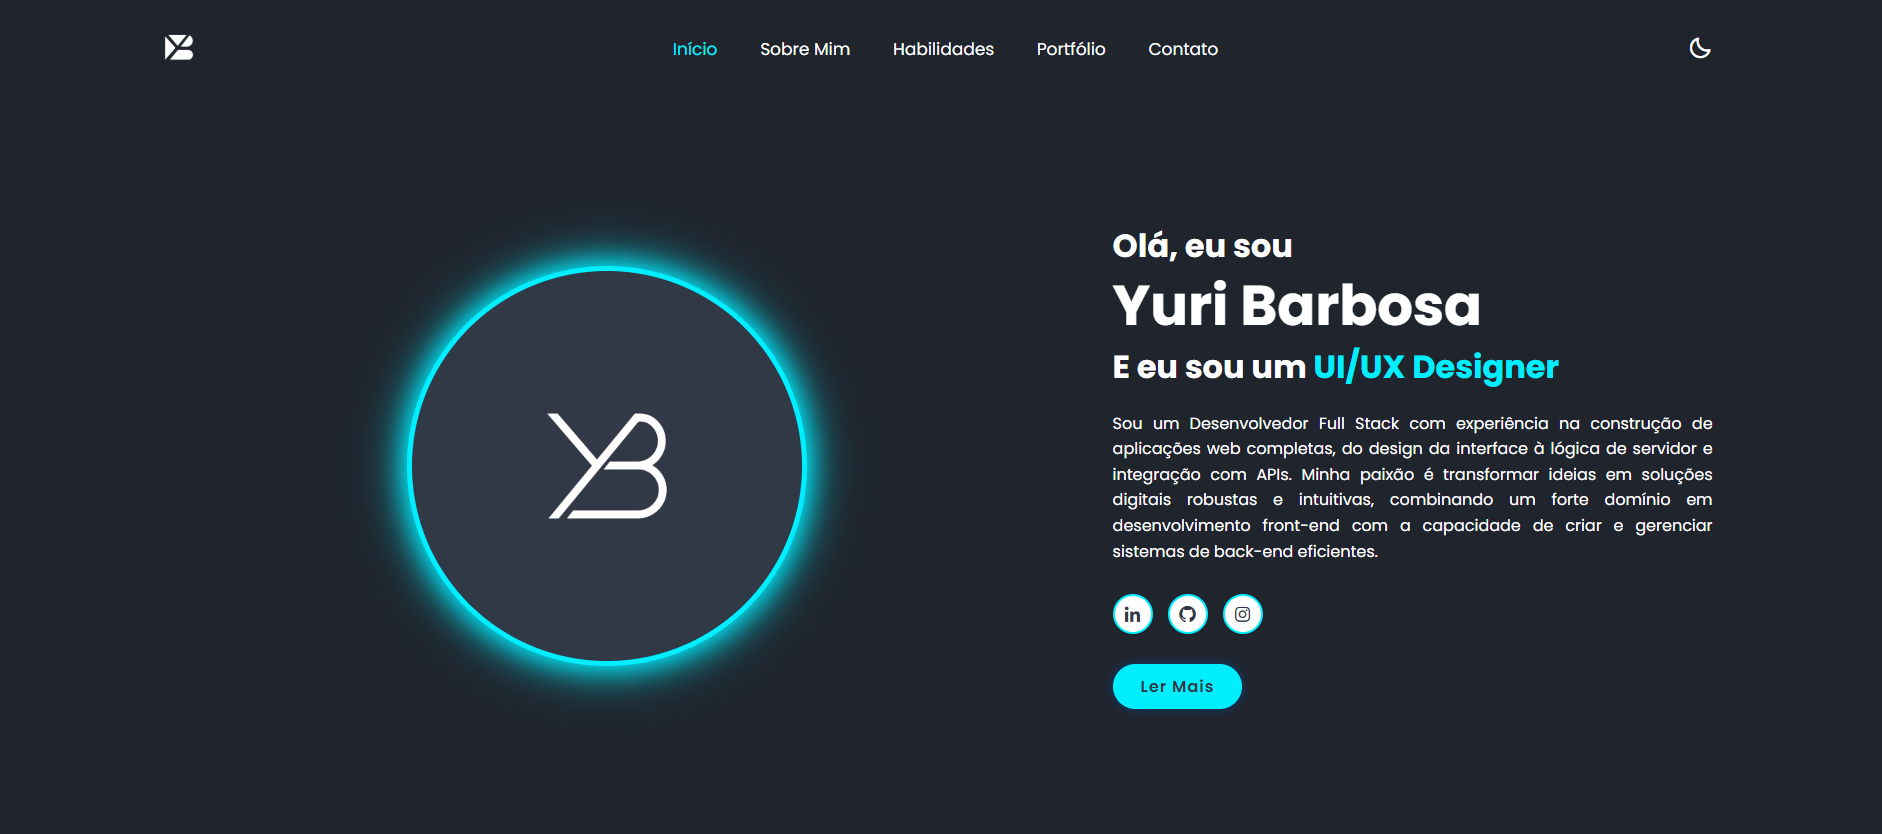 YB
Início
Sobre Mim
Habilidades
Portfólio
Contato
YB
Olá, eu sou
Yuri Barbosa
E eu sou um UI/UX Designer
Sou um Desenvolvedor Full Stack com experiência na construção de
aplicações web completas, do design da interface à lógica de servidor e
integração com APIs. Minha paixão é transformar ideias em soluções
digitais robustas e intuitivas, combinando um forte domínio em
desenvolvimento front-end com a capacidade de criar e gerenciar
sistemas de back-end eficientes.
in
Ler Mais